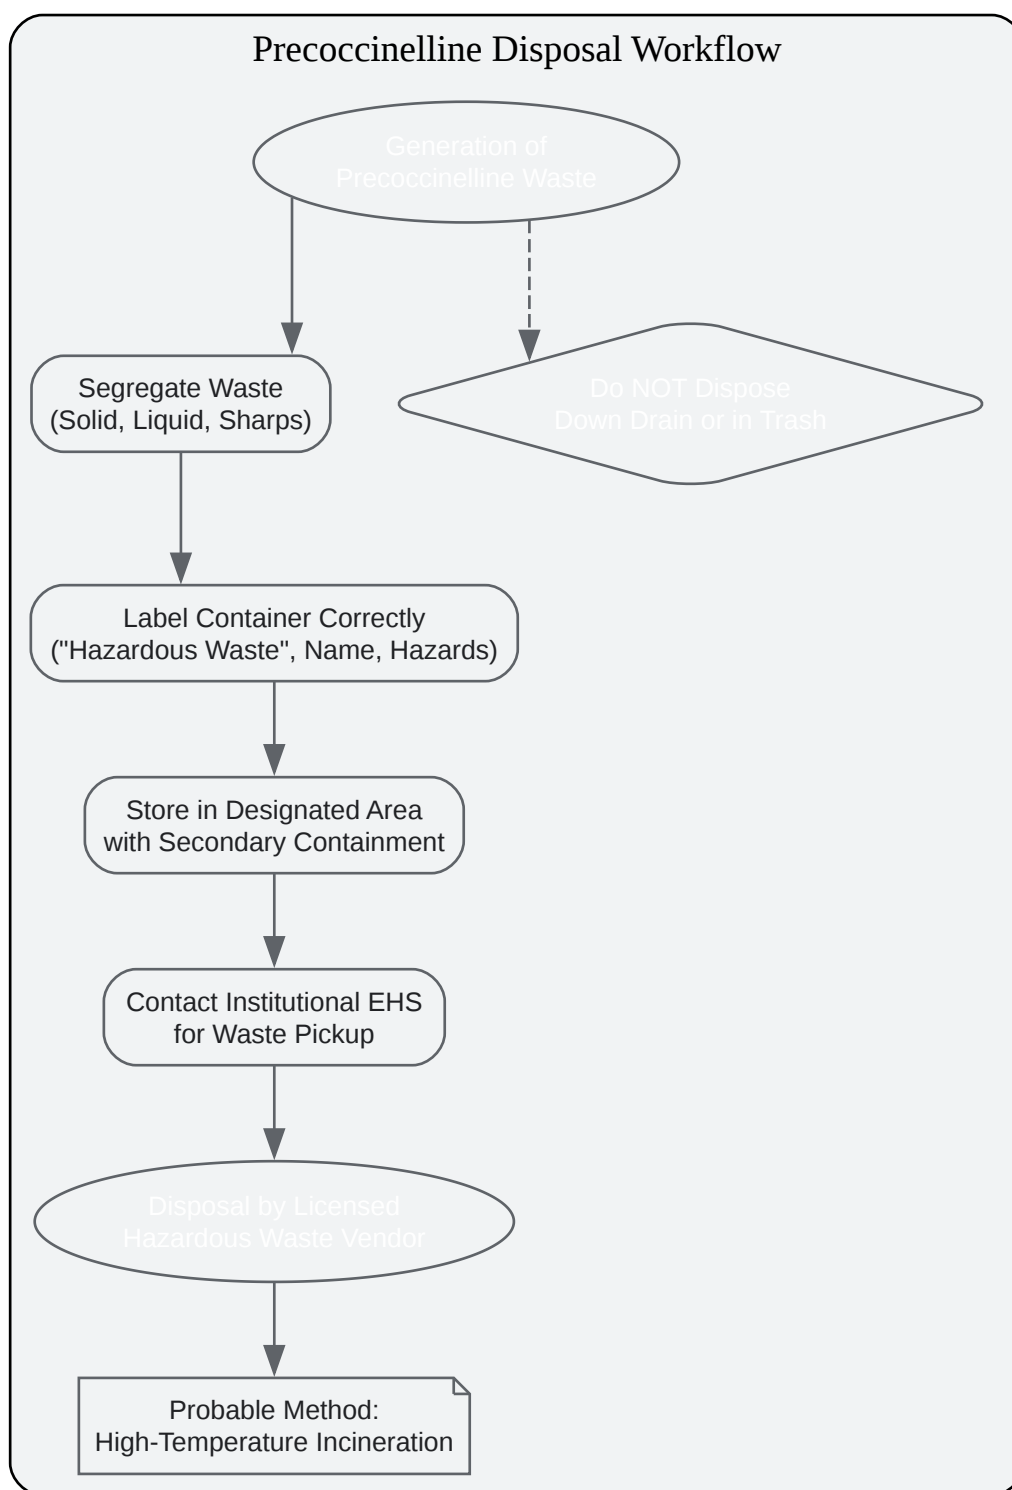 Precoccinelline Disposal Workflow
Generation of
Precoccinelline Waste
Segregate Waste
(Solid, Liquid, Sharps)
Do NOT Dispose
Down Drain or in Trash
Label Container Correctly
("Hazardous Waste", Name, Hazards)
Store in Designated Area
with Secondary Containment
Contact Institutional EHS
for Waste Pickup
Disposal by Licensed
Hazardous Waste Vendor
Probable Method:
High-Temperature Incineration